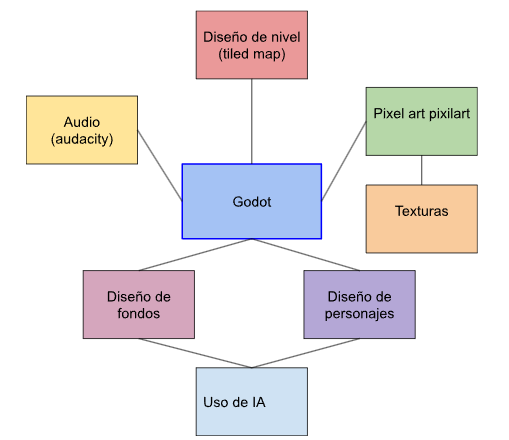 Diseño de nivel
(tiled map)
Audio
(audacity)
Pixel art pixilart
Godot
Texturas
Diseño de
fondos
Diseño de
personajes
Uso de IA